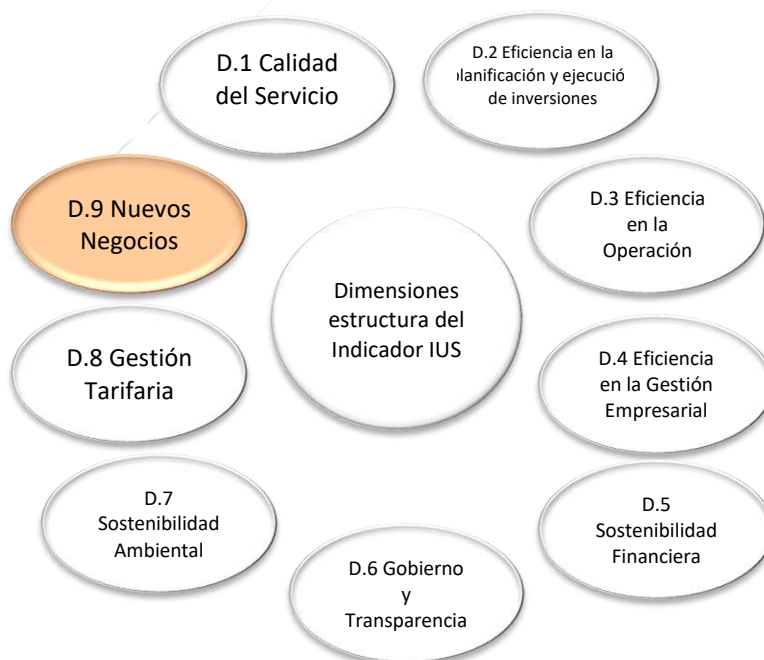 D.1 Calidad
del Servicio
D.2 Eficiencia en la
planificación y ejecució
de inversiones
D.3 Eficiencia
en la
Operación
D.4 Eficiencia
en la Gestión
Empresarial
D.5
Sostenibilidad
Financiera
D.6 Gobierno
y
Transparencia
D.7
Sostenibilidad
Ambiental
D.8 Gestión
Tarifaria
D.9 Nuevos
Negocios
Dimensiones
estructura del
Indicador IUS